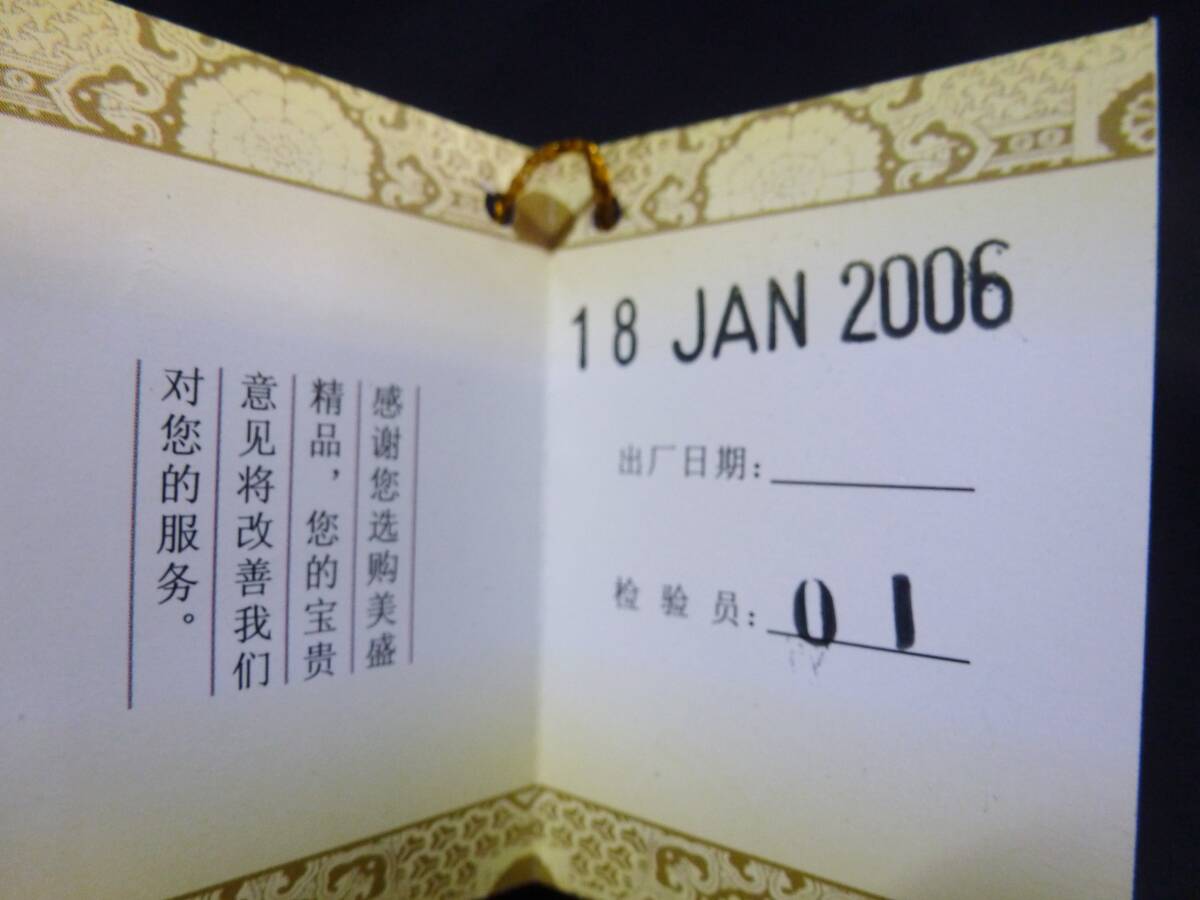 感谢您选购美盛
精品，您的宝贵
意见将改善我们
对您的服务。
18 JAN 2006
出厂日期：
检验员：01